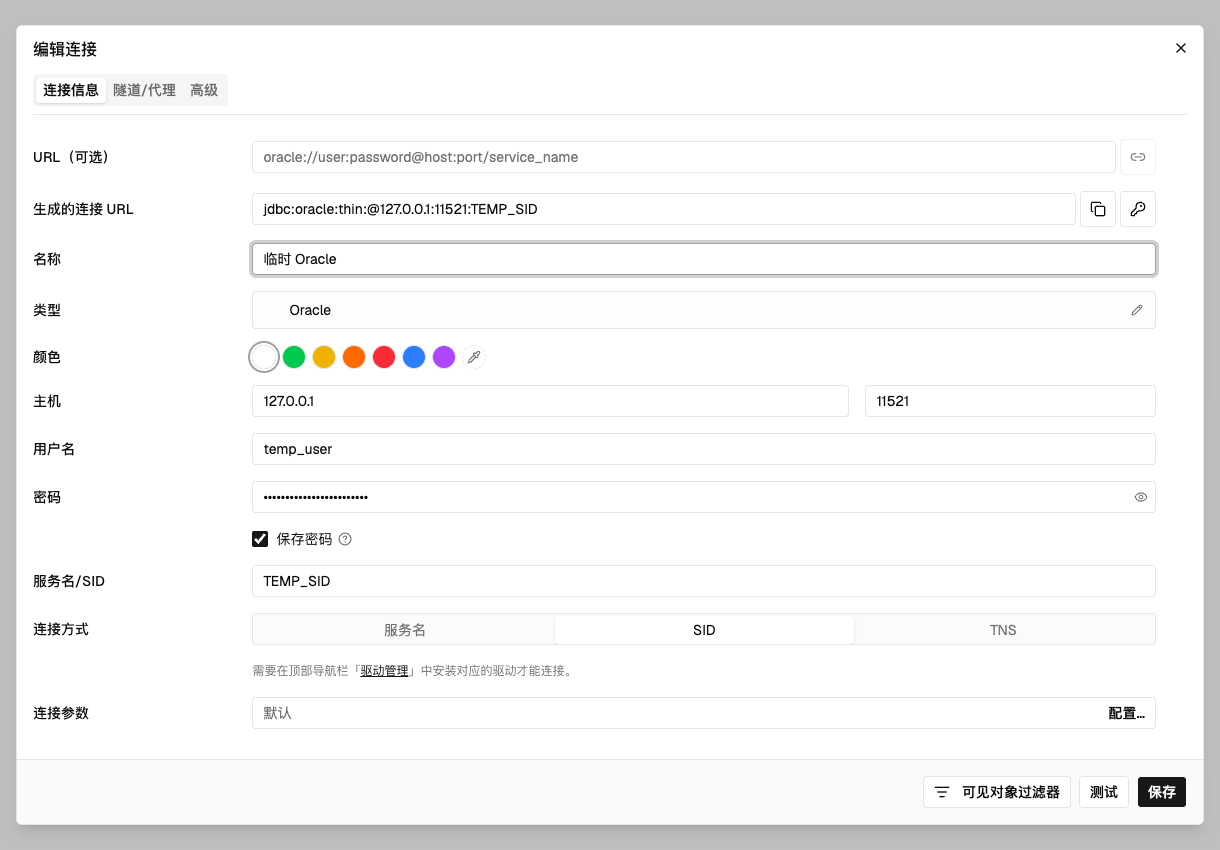 编辑连接
连接信息 隧道/代理 高级
URL（可选） oracle://user:password@host:port/service_name
生成的连接 URL jdbc:oracle:thin:@127.0.0.1:11521:TEMP_SID
名称 临时 Oracle
类型 Oracle
颜色
主机 127.0.0.1 11521
用户名 temp_user
密码 ••••••••••••••••••••••••
保存密码
服务名/SID TEMP_SID
连接方式 服务名 SID TNS
需要在顶部导航栏「驱动管理」中安装对应的驱动才能连接。
连接参数 默认 配置...
可见对象过滤器 测试 保存